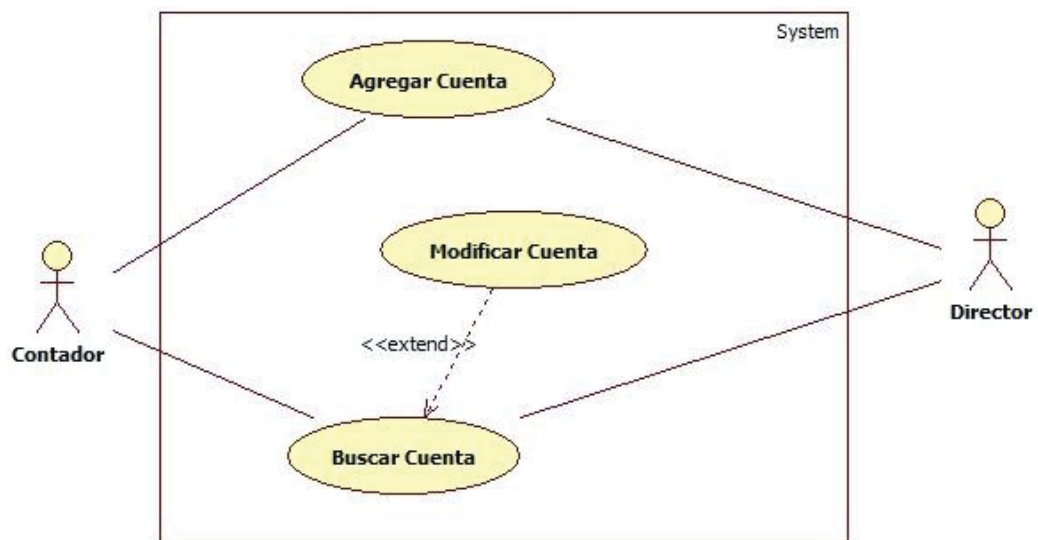 System
Agregar Cuenta
Modificar Cuenta
Director
<<extend>>
Contador
Buscar Cuenta